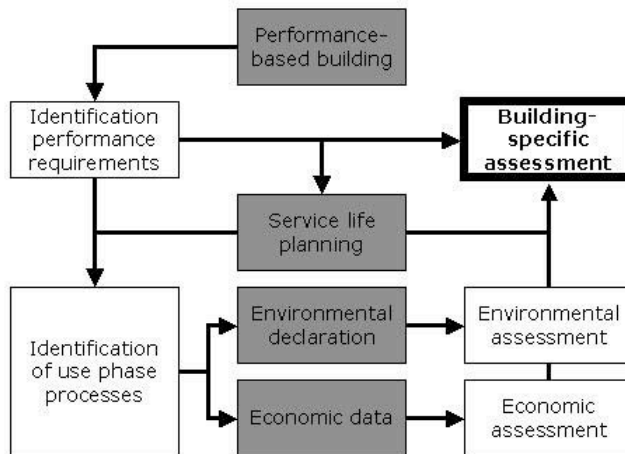 Performance-
based building
Identification
performance
requirements
Building-
specific
assessment
Service life
planning
Identification
of use phase
processes
Environmental
declaration
Environmental
assessment
Economic data
Economic
assessment